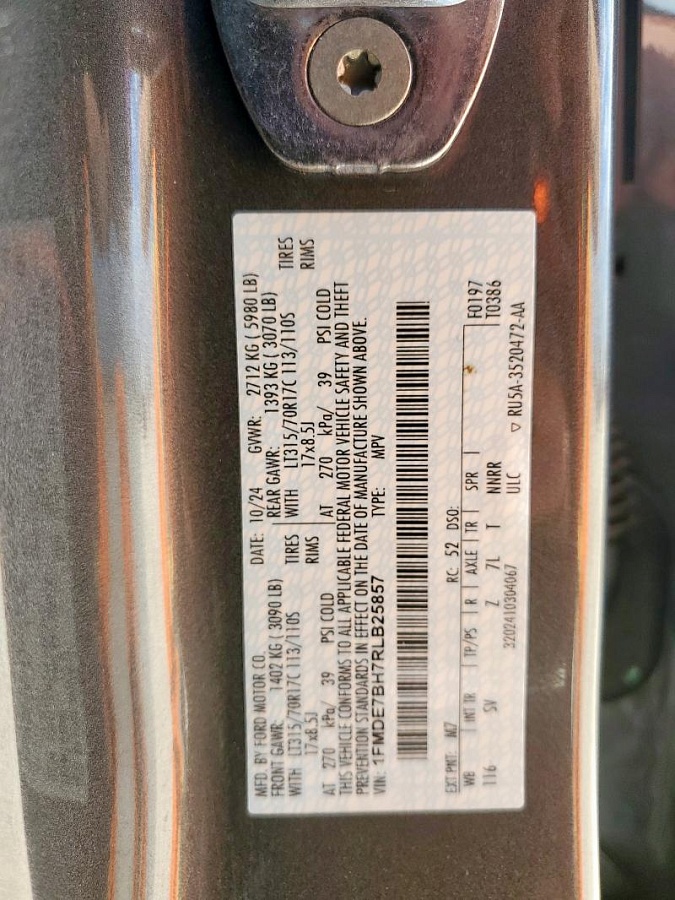 MFD. BY FORD MOTOR CO. DATE: 10/24 GVWR: 2712 KG ( 5980 LB)
FRONT GAWR: 1402 KG ( 3090 LB) REAR GAWR: 1393 KG ( 3070 LB)
WITH LT315/70R17C 113/110S TIRES WITH LT315/70R17C 113/110S TIRES
17x8.5J RIMS 17x8.5J RIMS
AT 270 kPa/ 39 PSI COLD AT 270 kPa/ 39 PSI COLD
THIS VEHICLE CONFORMS TO ALL APPLICABLE FEDERAL MOTOR VEHICLE SAFETY AND THEFT
PREVENTION STANDARDS IN EFFECT ON THE DATE OF MANUFACTURE SHOWN ABOVE.
VIN: 1FMDE7BH7RLB25857 TYPE: MPV
EXT PNT: M7 RC: 52 DSO:
WB INT TR TP/PS R AXLE TR SPR F0197
116 SV Z 7L T NNRR T0386
3202410304067 ULC
▽ RU5A-3520472-AA